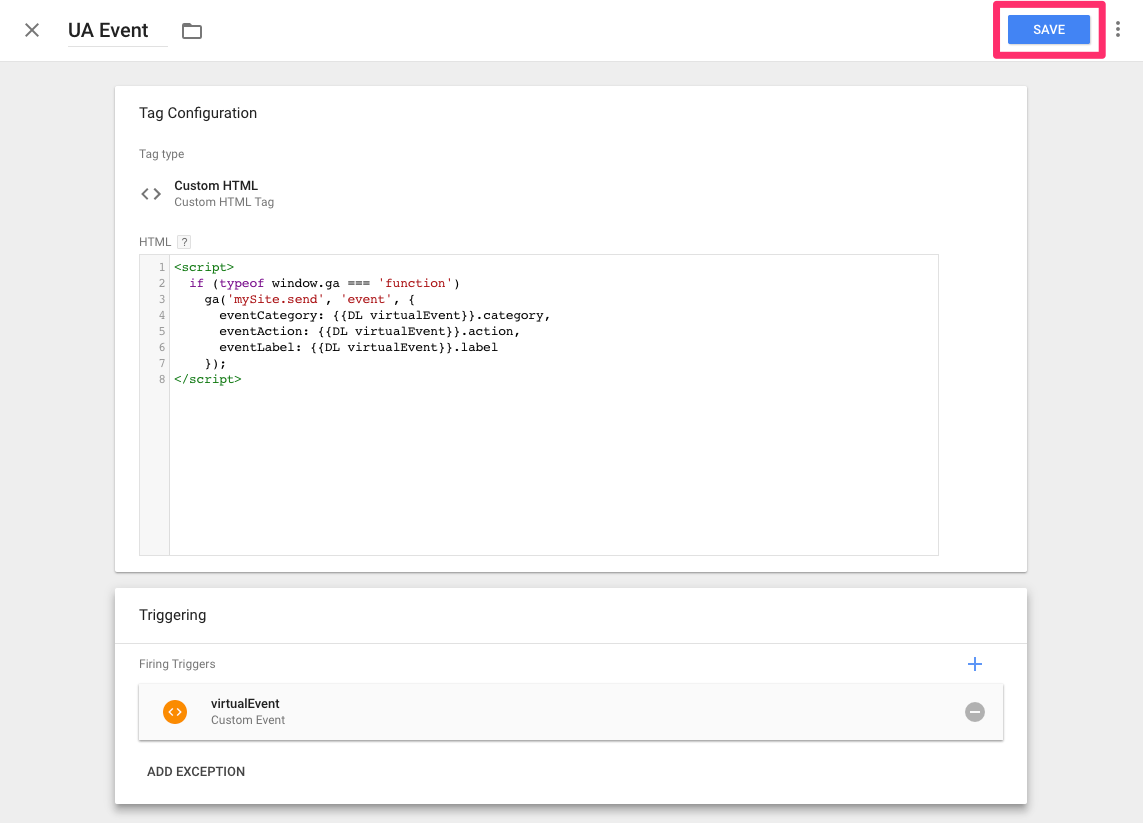 UA Event
SAVE
Tag Configuration
Tag type
Custom HTML
Custom HTML Tag
HTML ?
1 <script>
2   if (typeof window.ga === 'function')
3     ga('mySite.send', 'event', {
4       eventCategory: {{DL virtualEvent}}.category,
5       eventAction: {{DL virtualEvent}}.action,
6       eventLabel: {{DL virtualEvent}}.label
7     });
8 </script>
Triggering
Firing Triggers
virtualEvent
Custom Event
ADD EXCEPTION